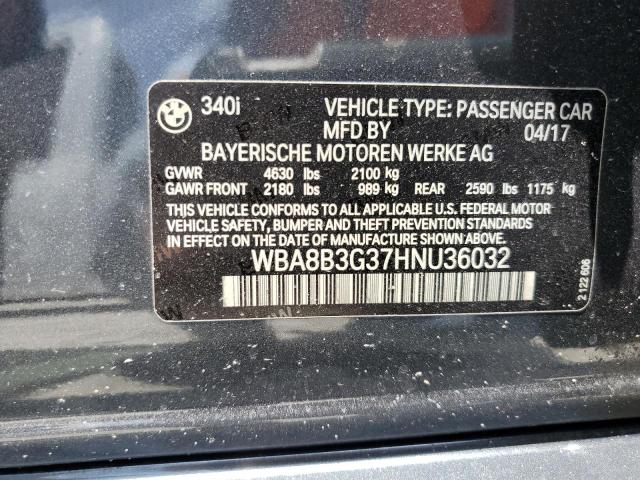 340i VEHICLE TYPE: PASSENGER CAR
MFD BY 04/17
BAYERISCHE MOTOREN WERKE AG
GVWR 4630 lbs 2100 kg
GAWR FRONT 2180 lbs 989 kg REAR 2590 lbs 1175 kg
THIS VEHICLE CONFORMS TO ALL APPLICABLE U.S. FEDERAL MOTOR
VEHICLE SAFETY, BUMPER AND THEFT PREVENTION STANDARDS
IN EFFECT ON THE DATE OF MANUFACTURE SHOWN ABOVE.
WBA8B3G37HNU36032
2 122 606